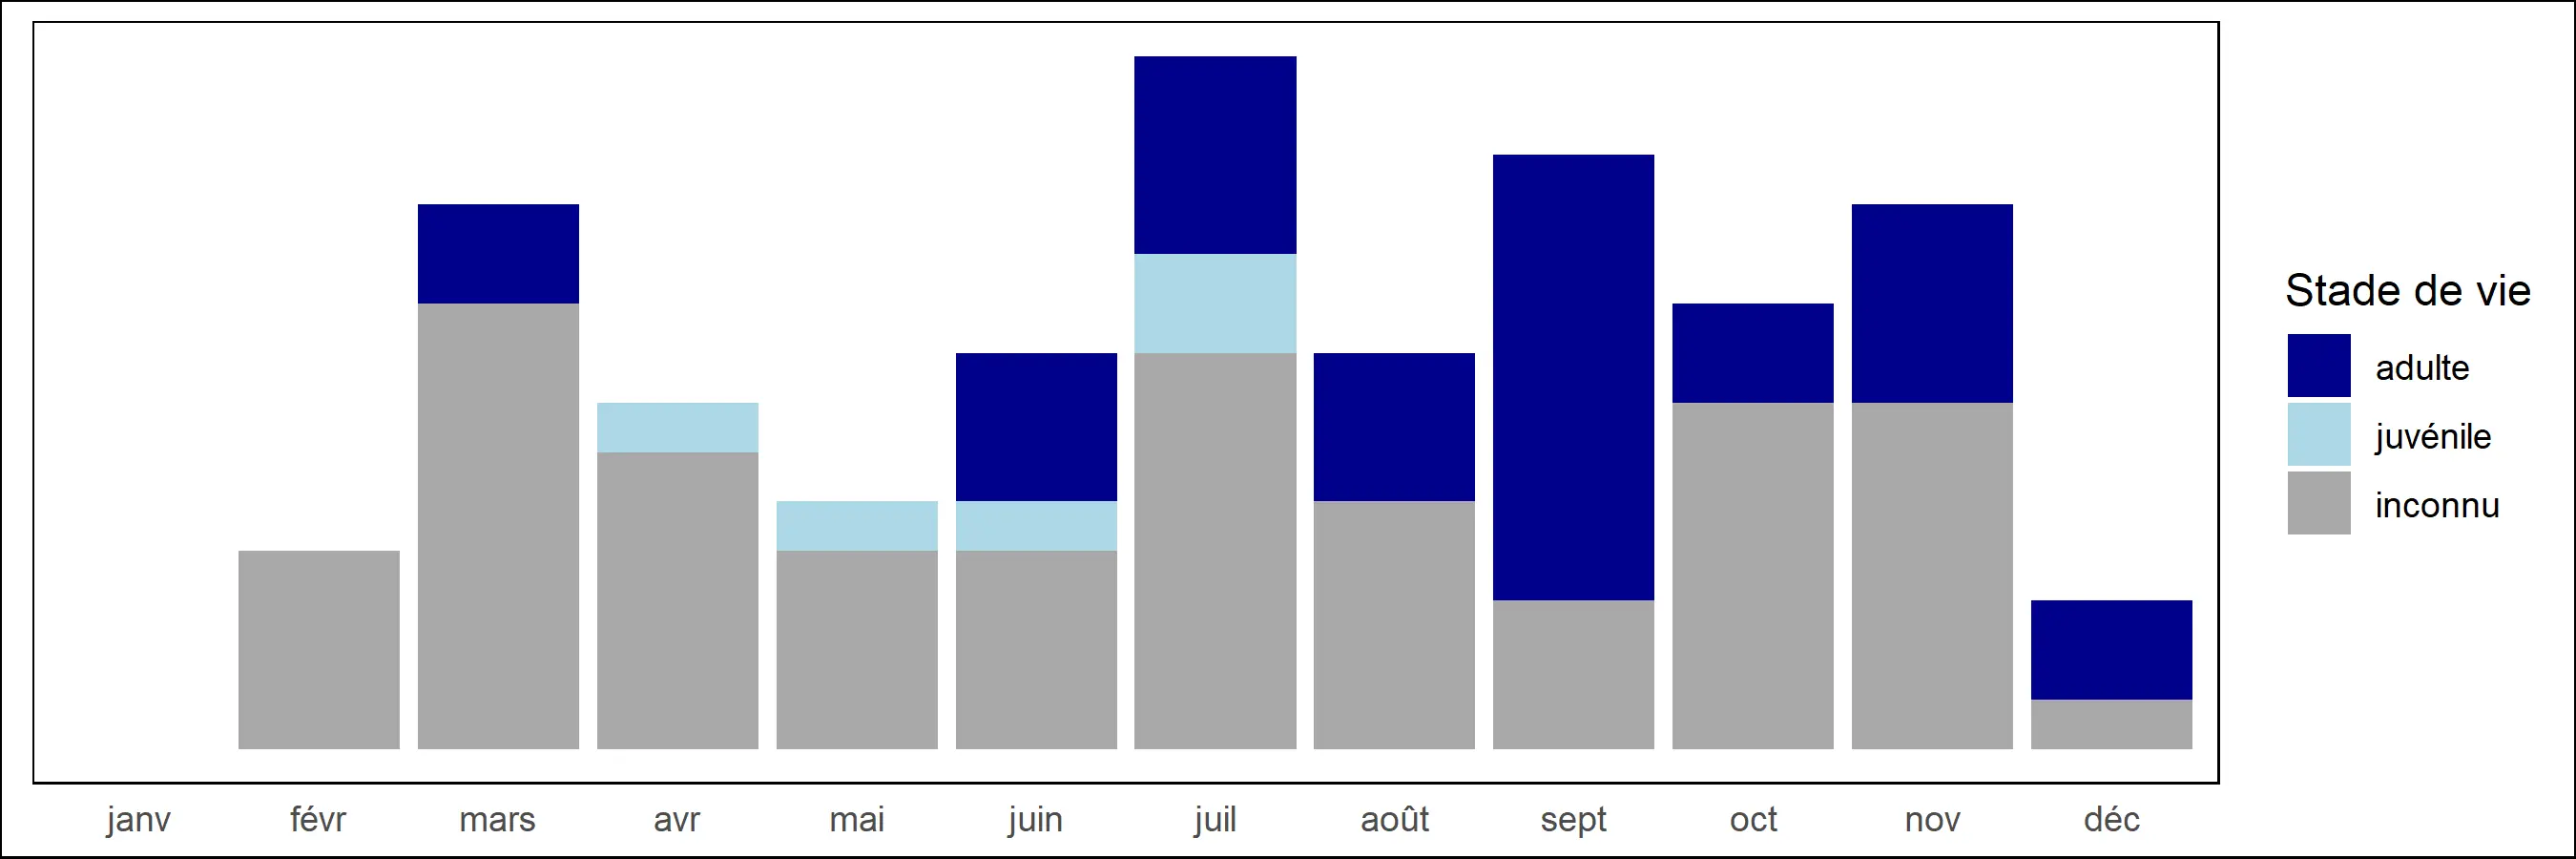 Stade de vie
adulte
juvénile
inconnu
janv févr mars avr mai juin juil août sept oct nov déc